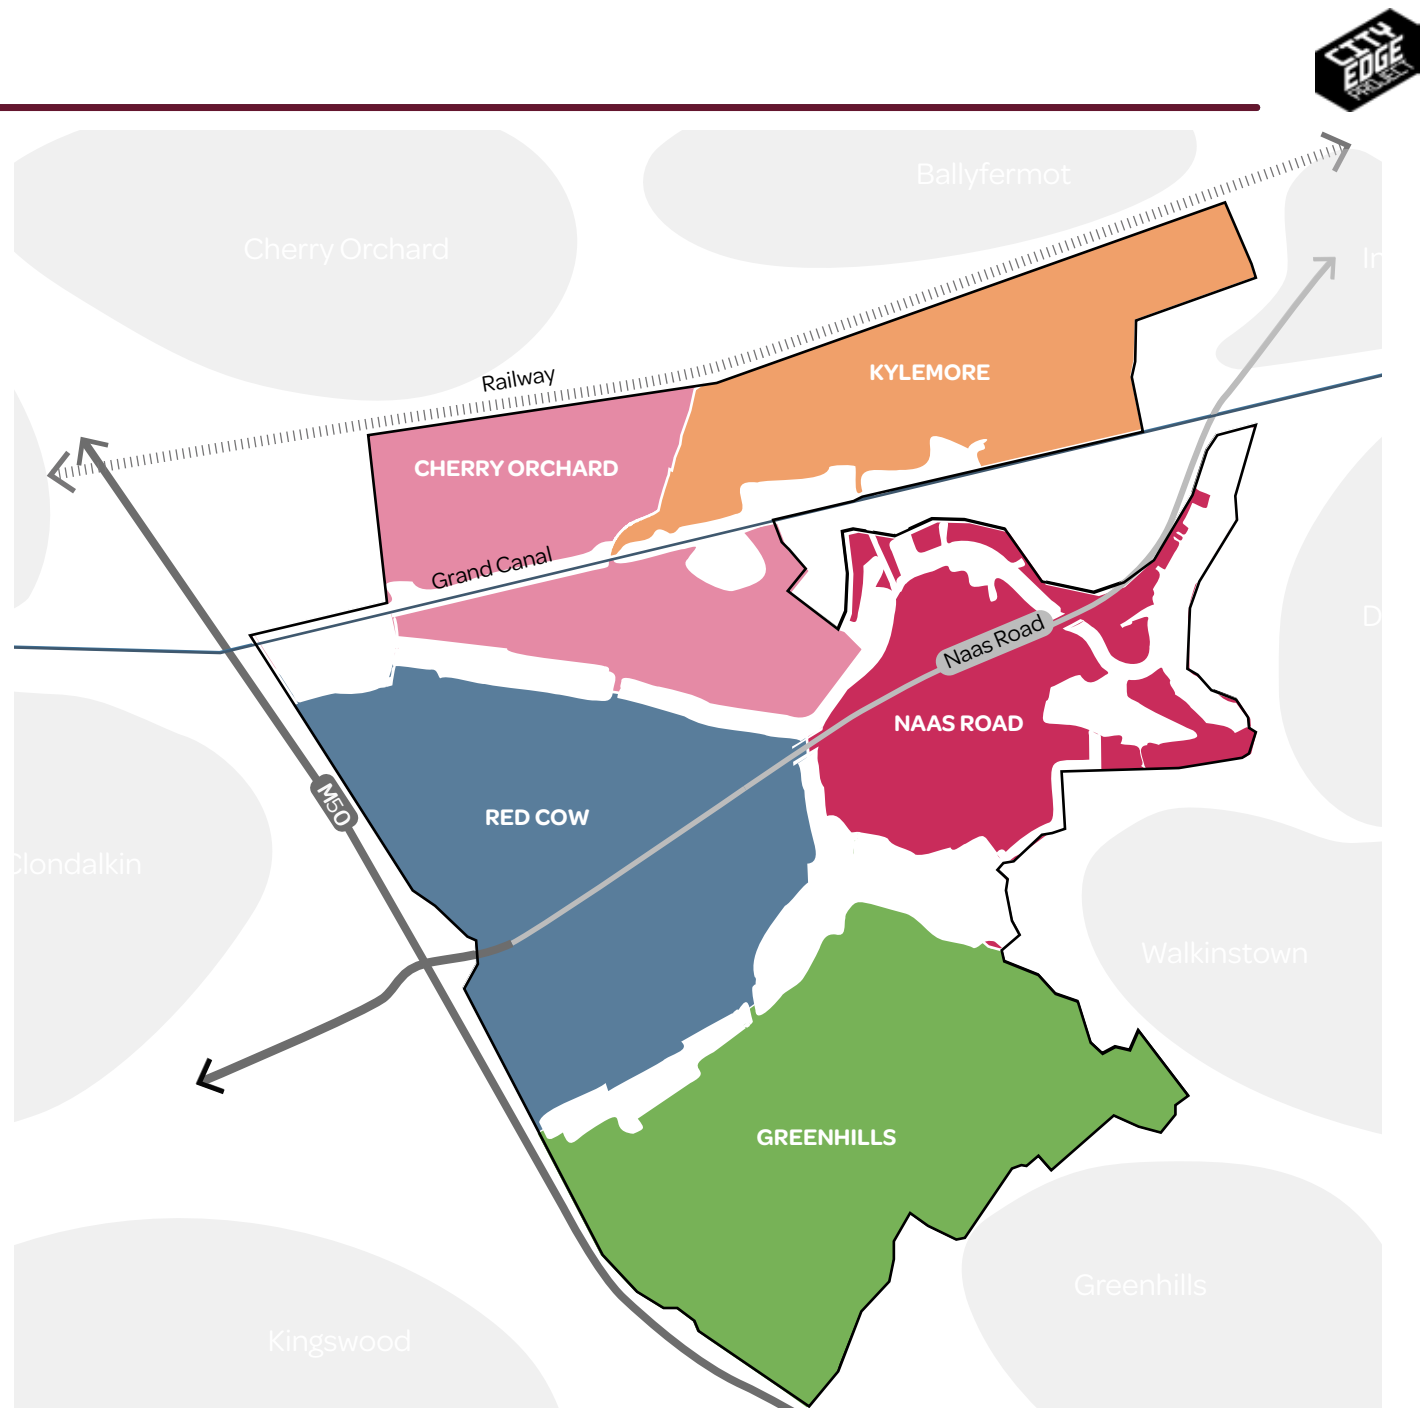 CITY
EDGE
PROJECT
Ballyfermot
Cherry Orchard
Railway
KYLEMORE
CHERRY ORCHARD
Grand Canal
Naas Road
NAAS ROAD
M50
RED COW
Clondalkin
Walkinstown
GREENHILLS
Greenhills
Kingswood